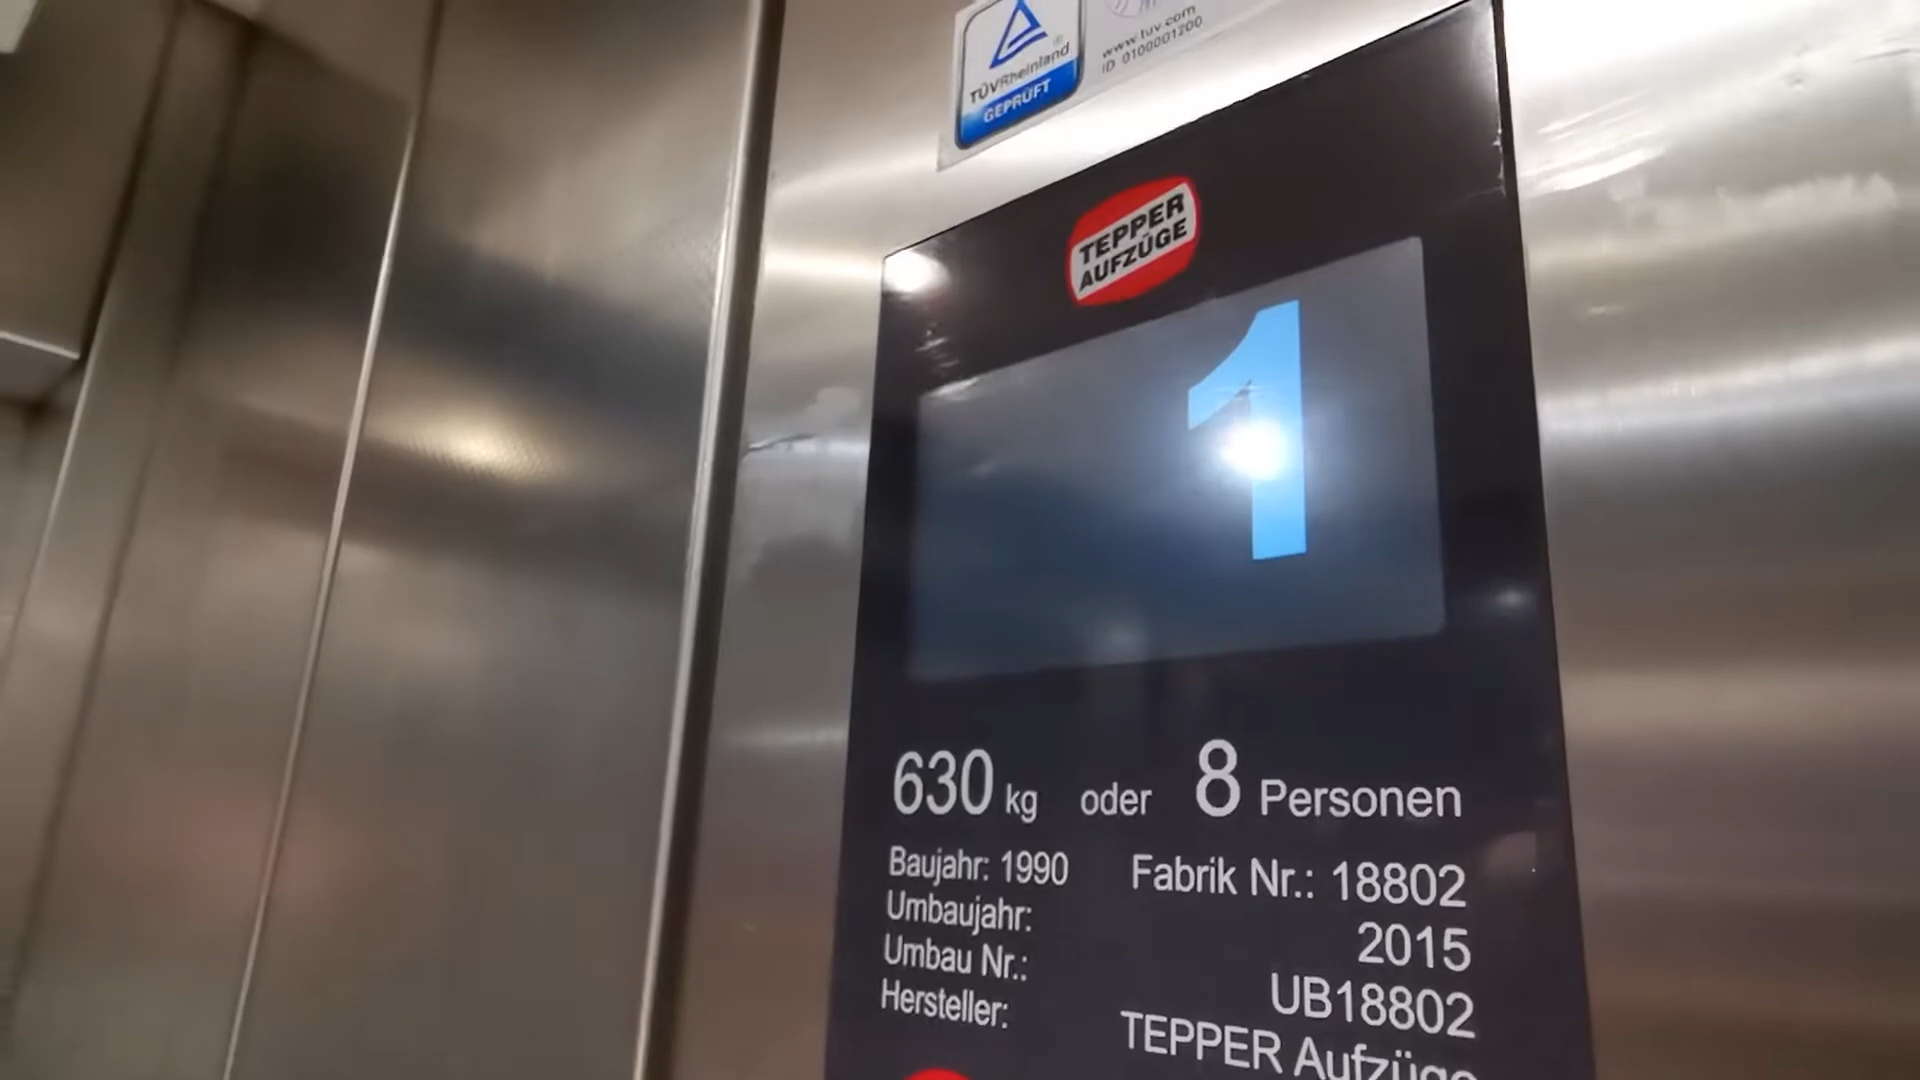 TÜVRheinland
GEPRÜFT
www.tuv.com
ID 0100001200
TEPPER
AUFZÜGE
1
630 kg oder 8 Personen
Baujahr: 1990 Fabrik Nr.: 18802
Umbaujahr: 2015
Umbau Nr.: UB18802
Hersteller: TEPPER Aufzüge